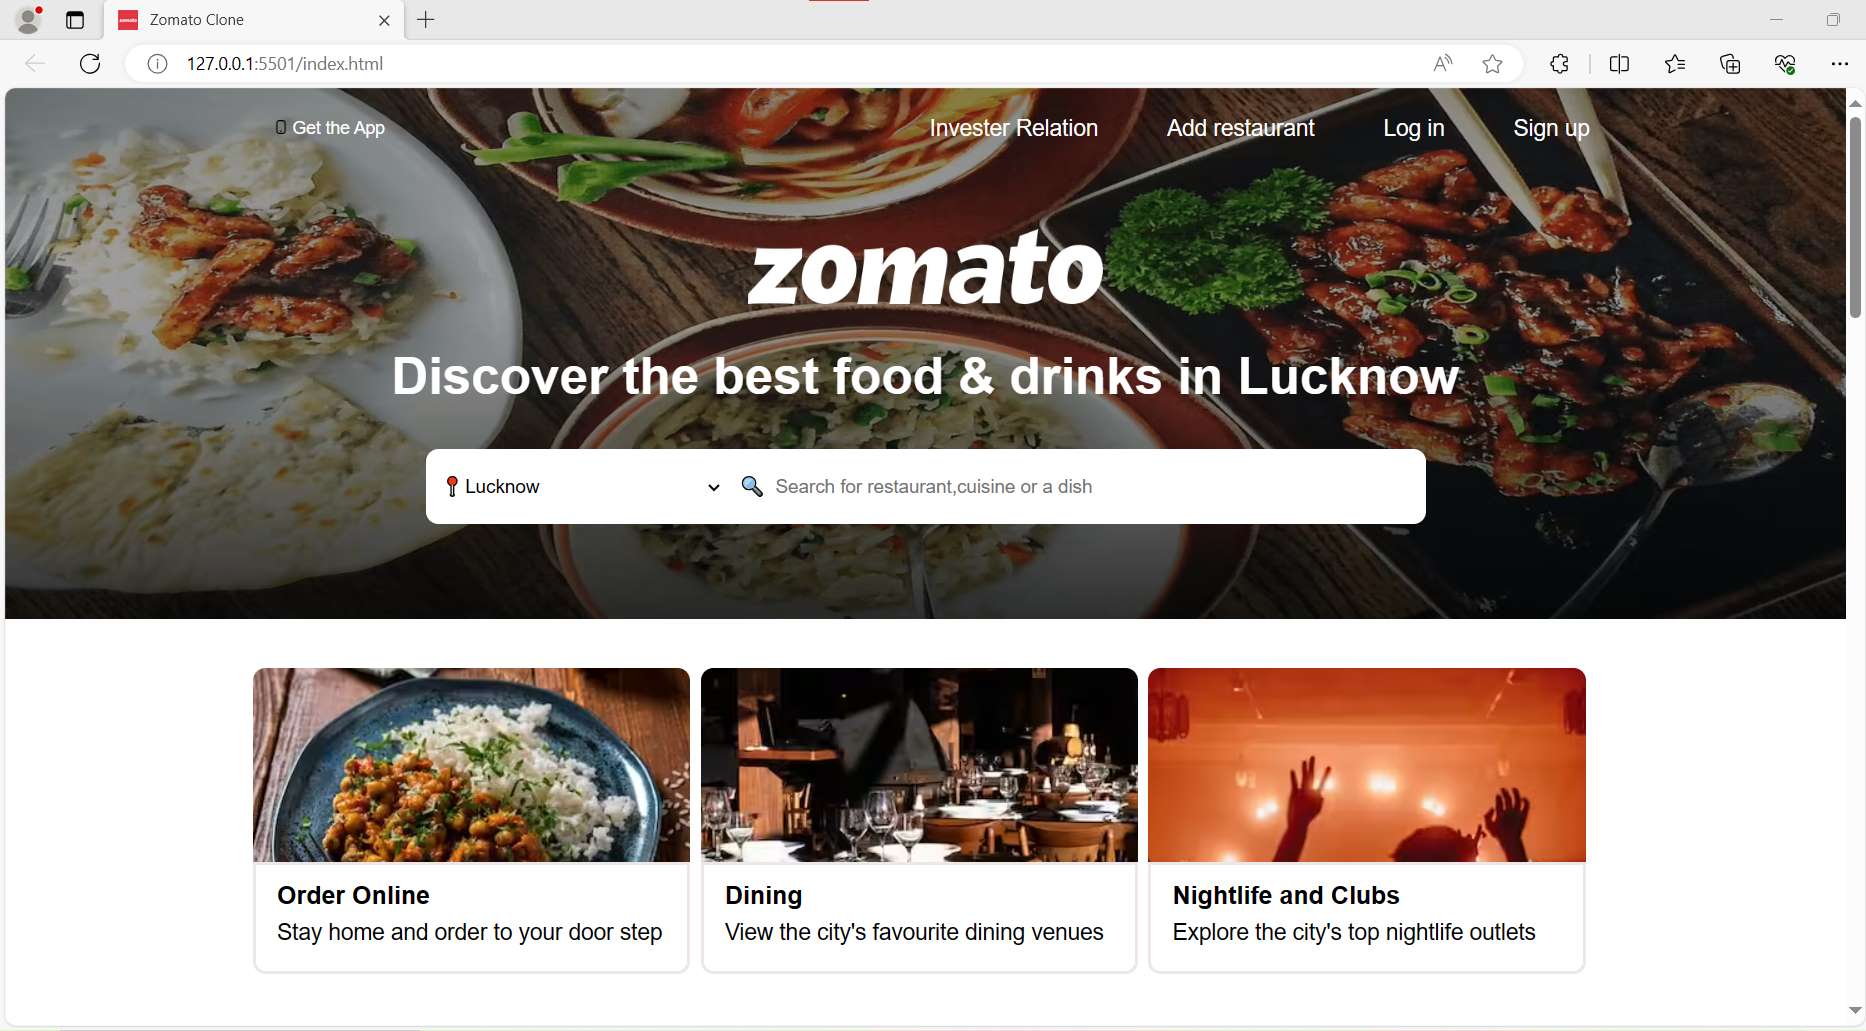 Zomato Clone
127.0.0.1:5501/index.html
Get the App
Invester Relation
Add restaurant
Log in
Sign up
zomato
Discover the best food & drinks in Lucknow
Lucknow
Search for restaurant,cuisine or a dish
Order Online
Stay home and order to your door step
Dining
View the city's favourite dining venues
Nightlife and Clubs
Explore the city's top nightlife outlets